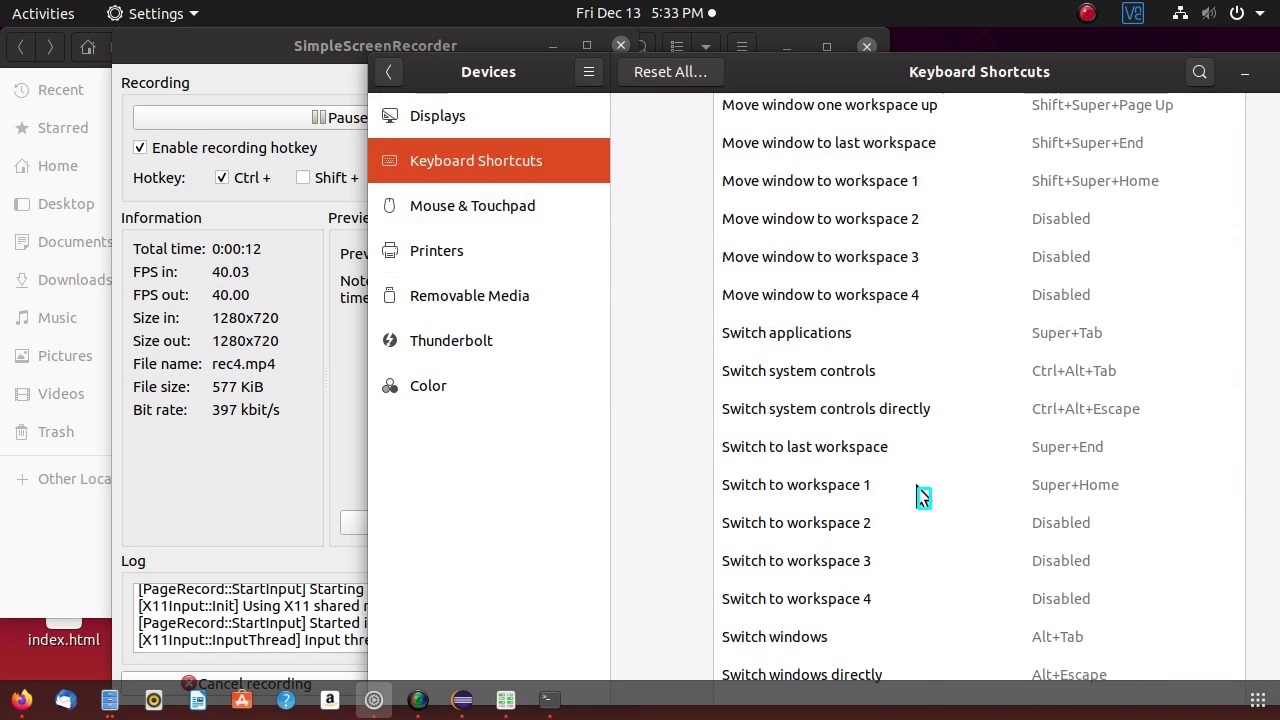 Activities
Settings
Fri Dec 13 5:33 PM
SimpleScreenRecorder
Recording
Pause
Enable recording hotkey
Hotkey: Ctrl + Shift +
Information
Total time: 0:00:12
FPS in: 40.03
FPS out: 40.00
Size in: 1280x720
Size out: 1280x720
File name: rec4.mp4
File size: 577 KiB
Bit rate: 397 kbit/s
Previe
Prev
Note
time
Log
[PageRecord::StartInput] Starting
[X11Input::Init] Using X11 shared r
[PageRecord::StartInput] Started i
[X11Input::InputThread] Input thre
Cancel recording
Recent
Starred
Home
Desktop
Documents
Downloads
Music
Pictures
Videos
Trash
Other Loca
index.html
Devices
Displays
Keyboard Shortcuts
Mouse & Touchpad
Printers
Removable Media
Thunderbolt
Color
Reset All...
Keyboard Shortcuts
Move window one workspace up Shift+Super+Page Up
Move window to last workspace Shift+Super+End
Move window to workspace 1 Shift+Super+Home
Move window to workspace 2 Disabled
Move window to workspace 3 Disabled
Move window to workspace 4 Disabled
Switch applications Super+Tab
Switch system controls Ctrl+Alt+Tab
Switch system controls directly Ctrl+Alt+Escape
Switch to last workspace Super+End
Switch to workspace 1 Super+Home
Switch to workspace 2 Disabled
Switch to workspace 3 Disabled
Switch to workspace 4 Disabled
Switch windows Alt+Tab
Switch windows directly Alt+Escape